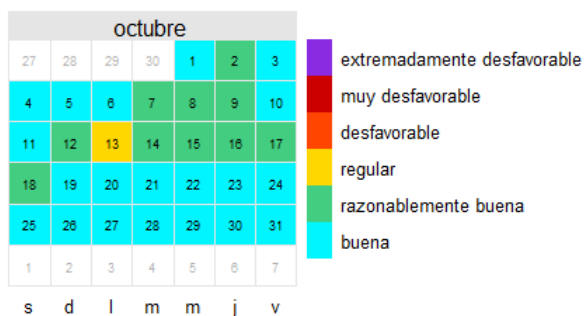 octubre
27 28 29 30 1 2 3
4 5 6 7 8 9 10
11 12 13 14 15 16 17
18 19 20 21 22 23 24
25 26 27 28 29 30 31
1 2 3 4 5 6 7
s d l m m j v
extremadamente desfavorable
muy desfavorable
desfavorable
regular
razonablemente buena
buena